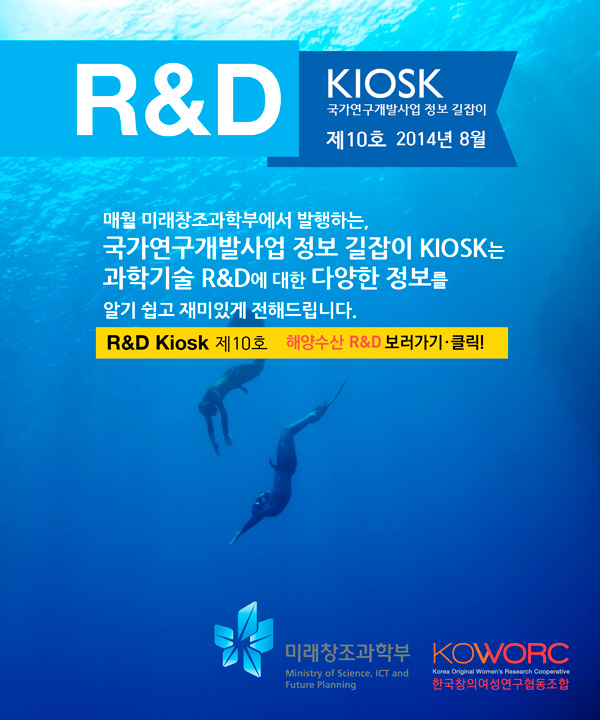 R&D
KIOSK
국가연구개발사업 정보 길잡이
제10호 2014년 8월
매월 미래창조과학부에서 발행하는,
국가연구개발사업 정보 길잡이 KIOSK는
과학기술 R&D에 대한 다양한 정보를
알기 쉽고 재미있게 전해드립니다.
R&D Kiosk 제10호 해양수산 R&D 보러가기·클릭!
미래창조과학부
Ministry of Science, ICT and
Future Planning
KOWORC
Korea Original Women's Research Cooperative
한국창의여성연구협동조합